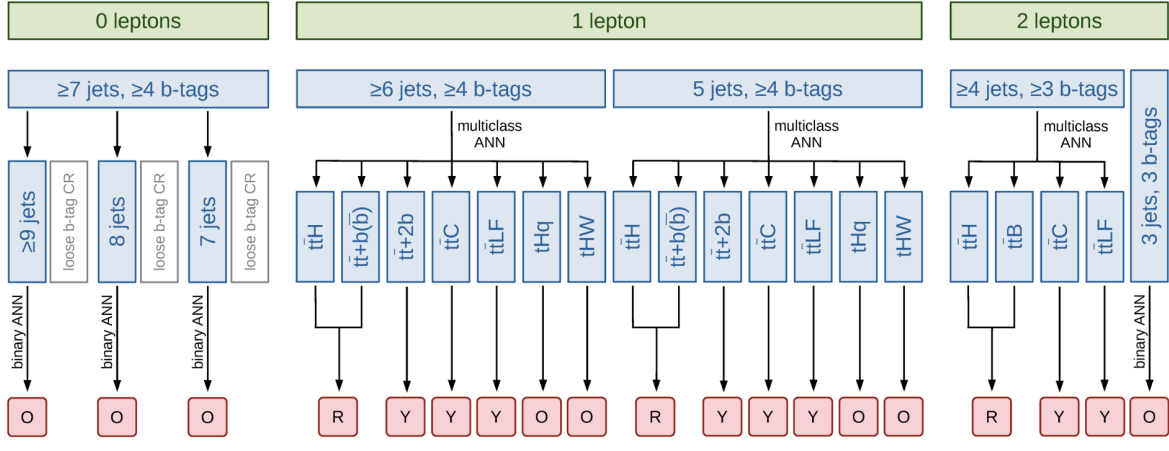 0 leptons
1 lepton
2 leptons
≥7 jets, ≥4 b-tags
≥6 jets, ≥4 b-tags
5 jets, ≥4 b-tags
≥4 jets, ≥3 b-tags
3 jets, 3 b-tags
multiclass
ANN
multiclass
ANN
multiclass
ANN
≥9 jets
loose b-tag CR
8 jets
loose b-tag CR
7 jets
loose b-tag CR
tt̄H
tt̄+b(b̄)
tt̄+2b
tt̄C
tt̄LF
tHq
tHW
tt̄H
tt̄+b(b̄)
tt̄+2b
tt̄C
tt̄LF
tHq
tHW
tt̄H
tt̄B
tt̄C
tt̄LF
binary ANN
binary ANN
binary ANN
binary ANN
O
O
O
R
Y
Y
Y
O
O
R
Y
Y
Y
O
O
R
Y
Y
O